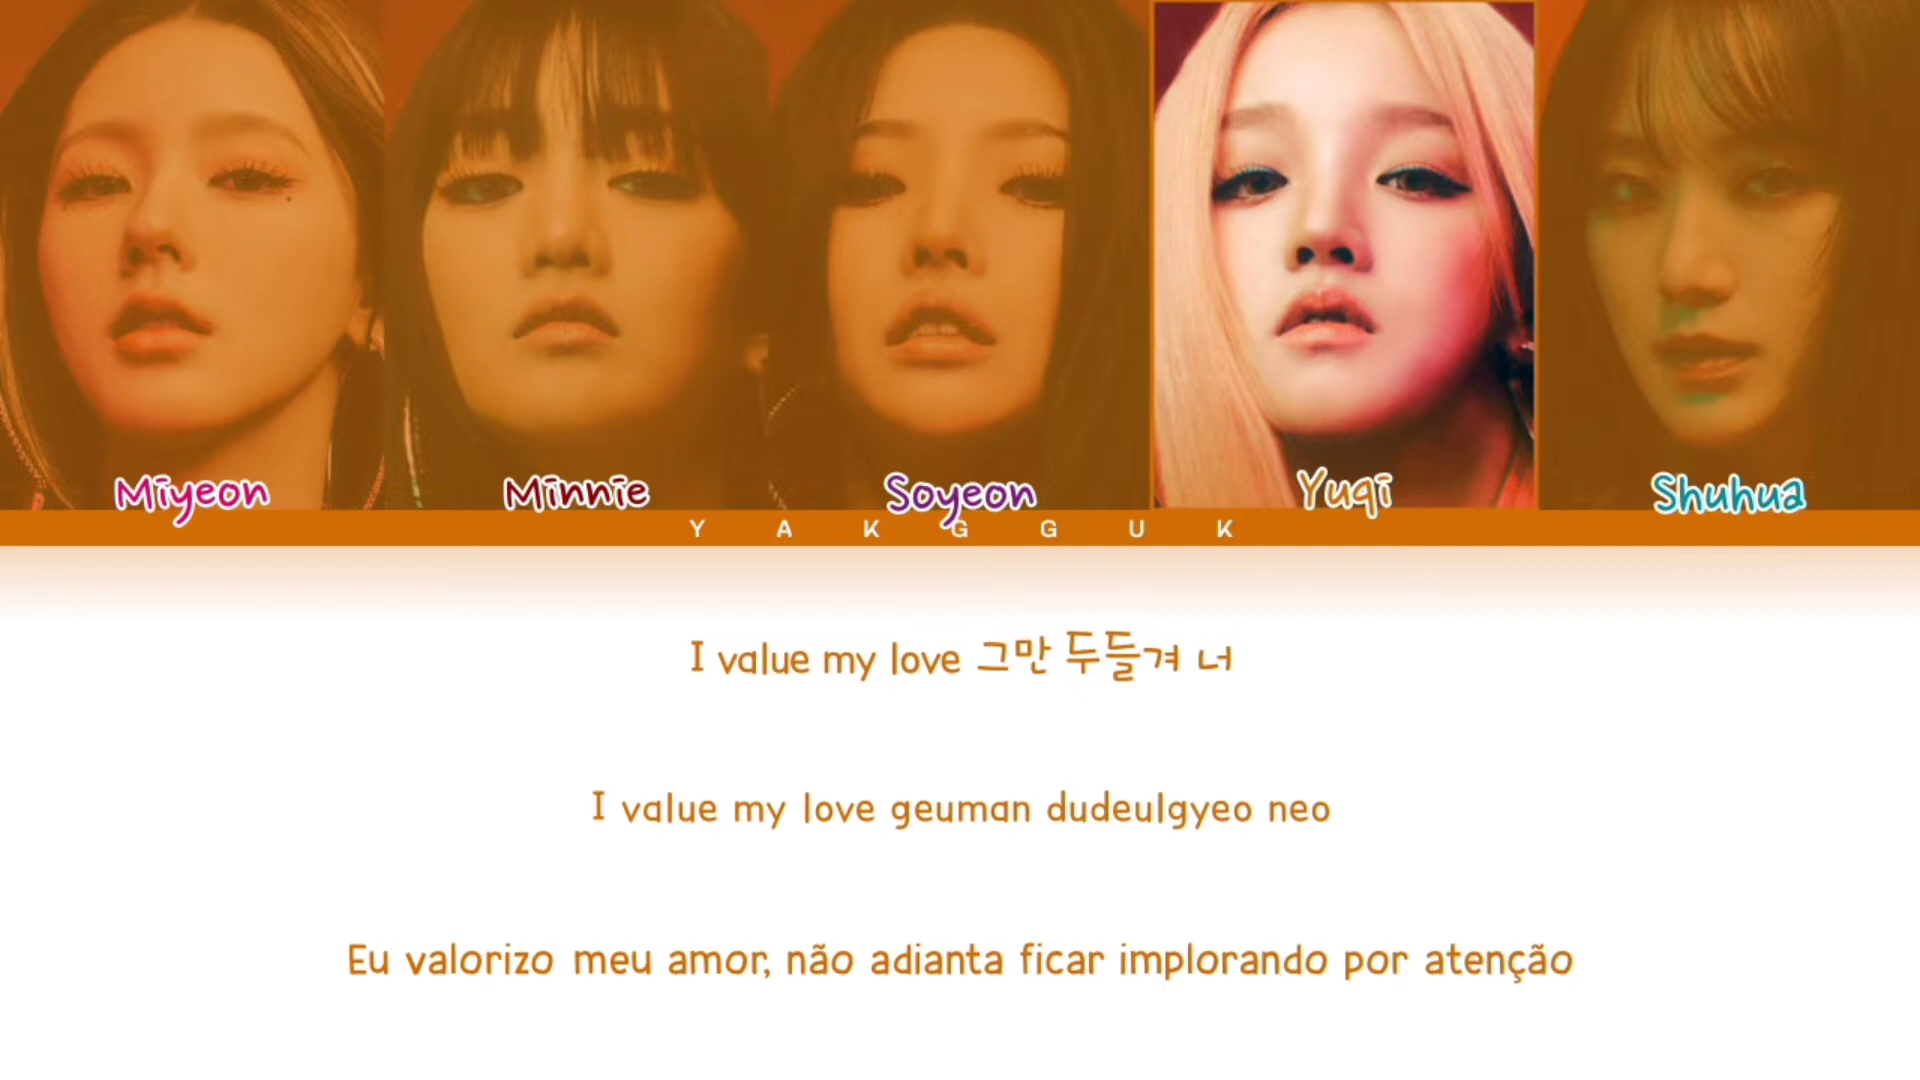 Miyeon
Minnie
Soyeon
Yuqi
Shuhua
YAKGGUK
I value my love 그만 두들겨 너
I value my love geuman dudeulgyeo neo
Eu valorizo meu amor, não adianta ficar implorando por atenção